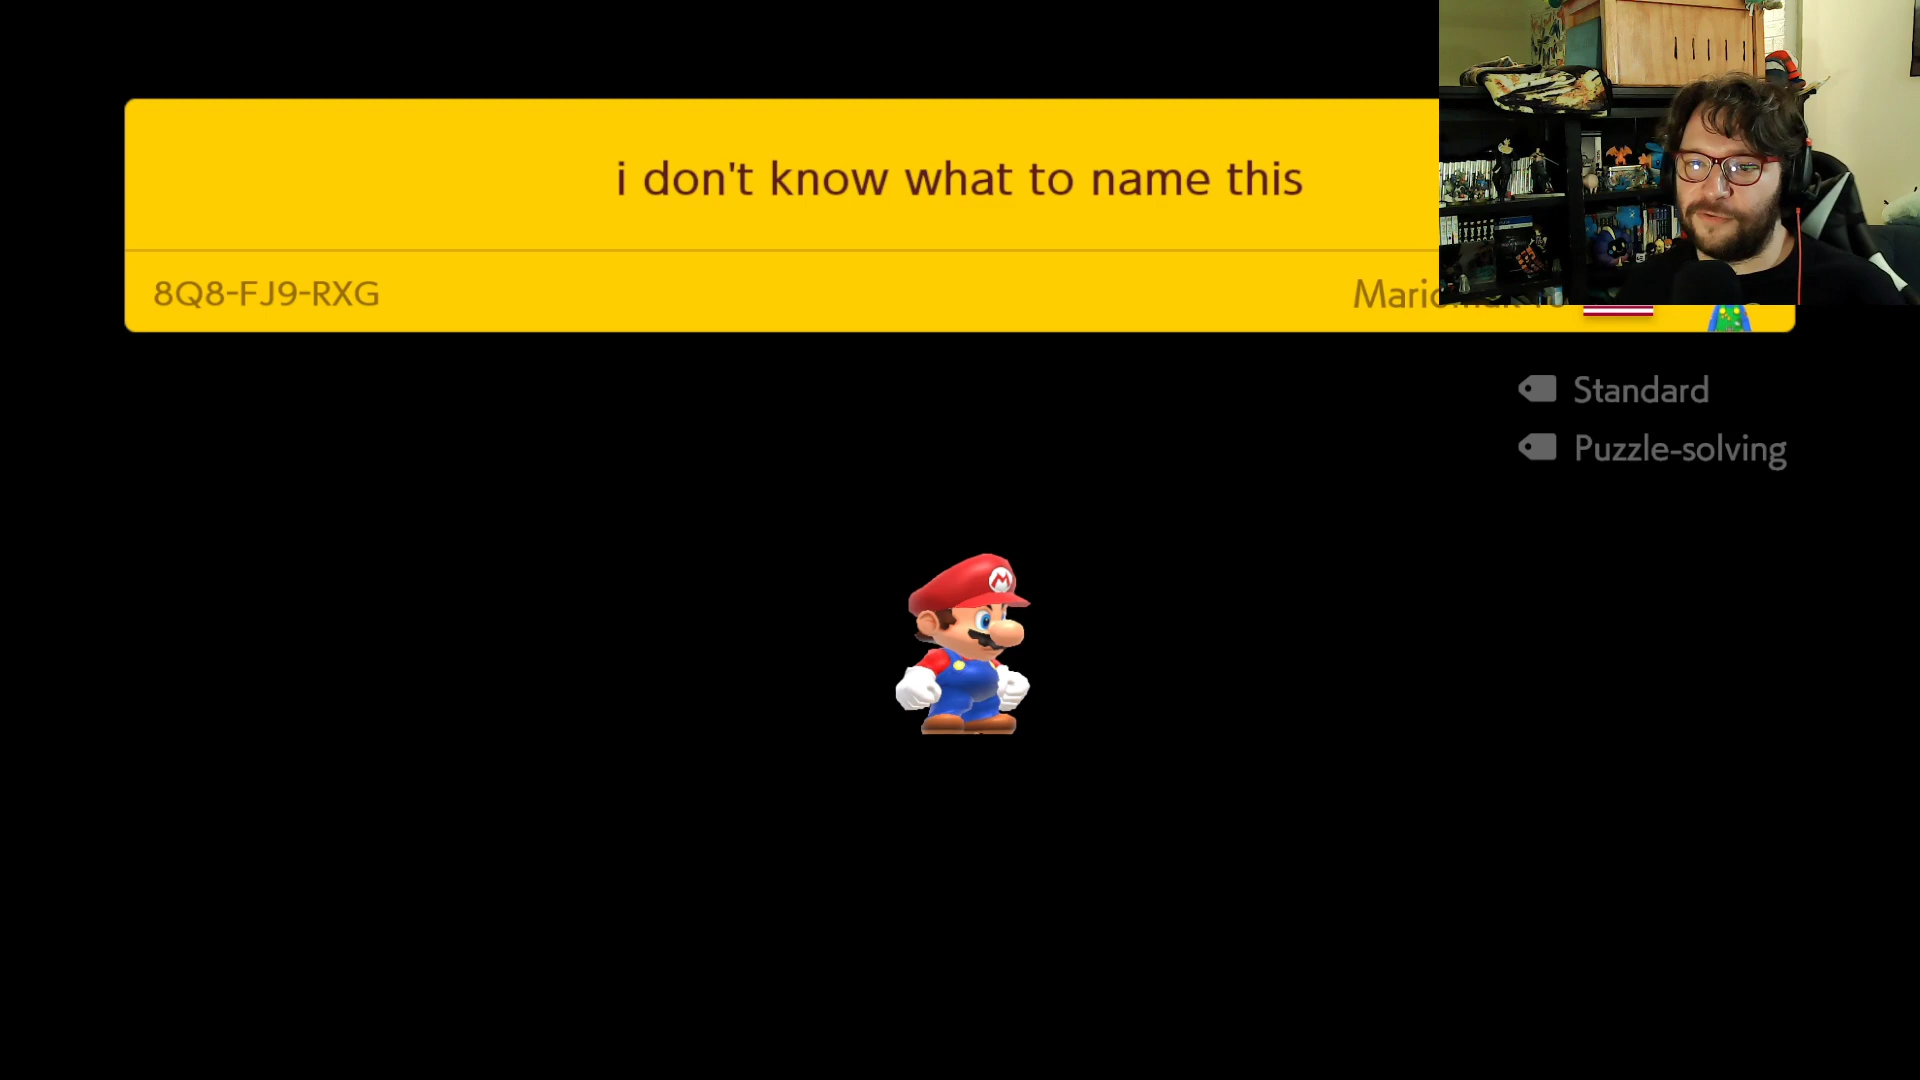 i don't know what to name this
8Q8-FJ9-RXG
Standard
Puzzle-solving